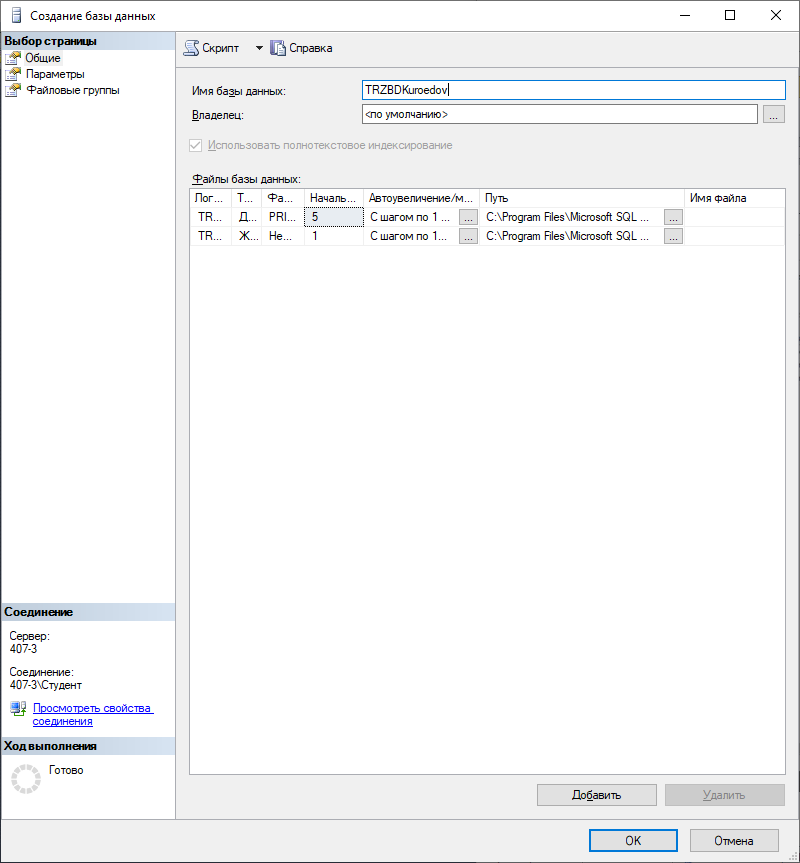 Создание базы данных
Выбор страницы
Общие
Параметры
Файловые группы
Скрипт
Справка
Имя базы данных: TRZBDKuroedov
Владелец: <по умолчанию> ...
Использовать полнотекстовое индексирование
Файлы базы данных:
Лог... Т... Фа... Началь... Автоувеличение/м... Путь Имя файла
TR... Д... PRI... 5 С шагом по 1 ... ... C:\Program Files\Microsoft SQL ... ...
TR... Ж... Не... 1 С шагом по 1... ... C:\Program Files\Microsoft SQL ... ...
Соединение
Сервер:
407-3
Соединение:
407-3\Студент
Просмотреть свойства
соединения
Ход выполнения
Готово
Добавить Удалить
OK Отмена